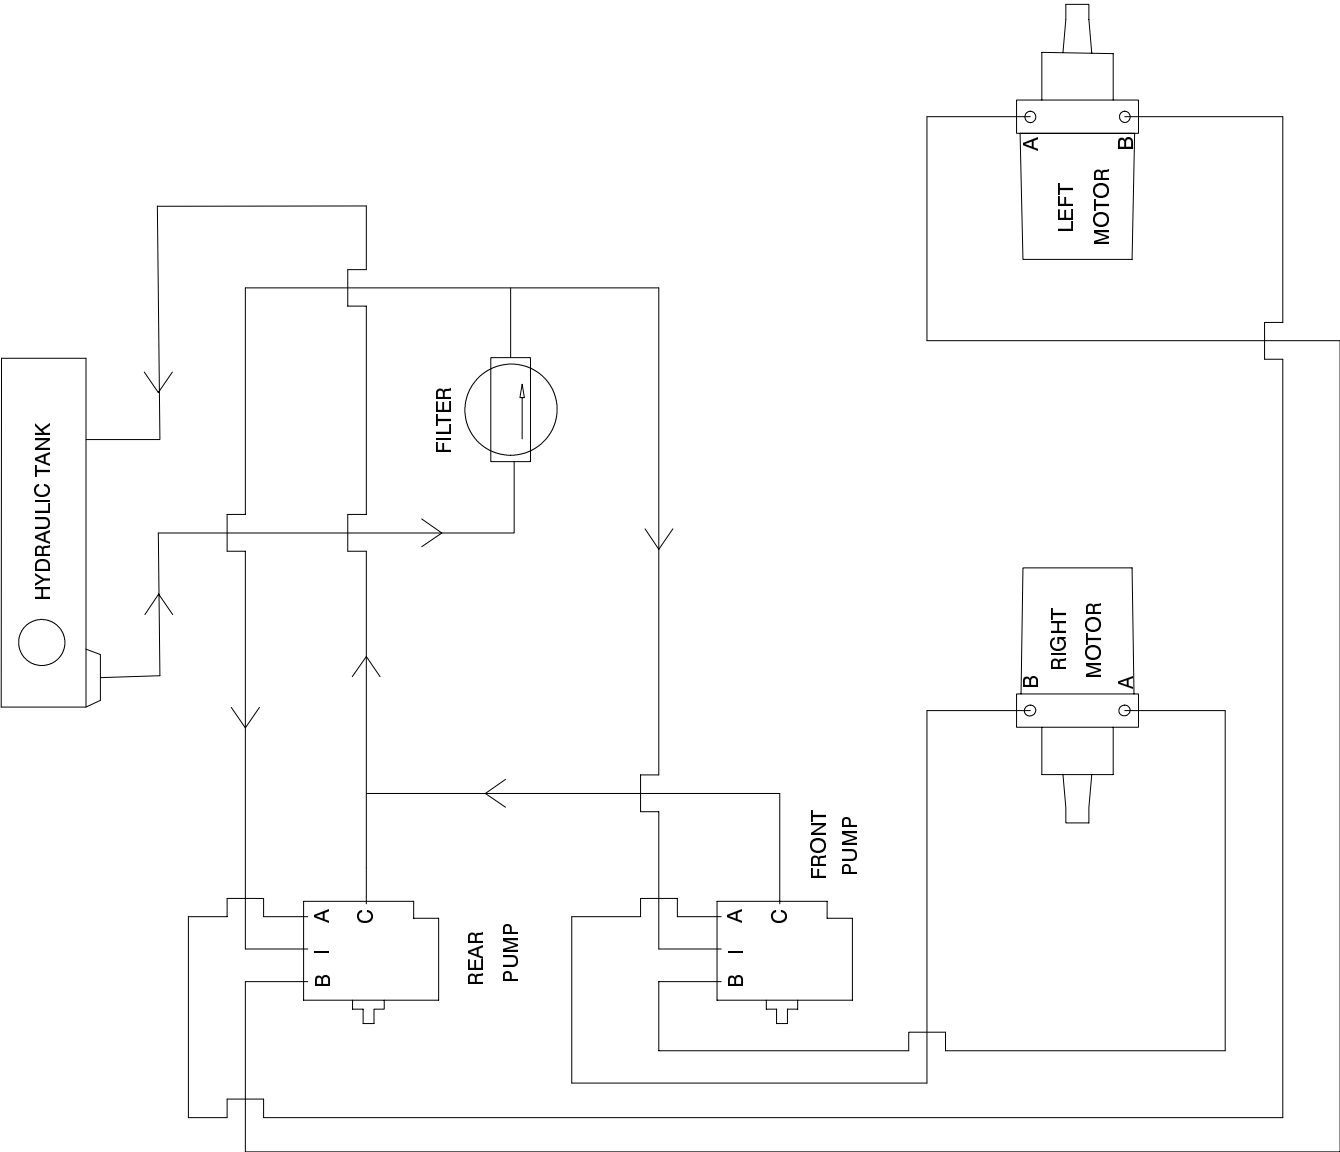 HYDRAULIC TANK
FILTER
LEFT
MOTOR
A
B
RIGHT
MOTOR
B
A
REAR
PUMP
A
I
B
C
FRONT
PUMP
A
I
B
C